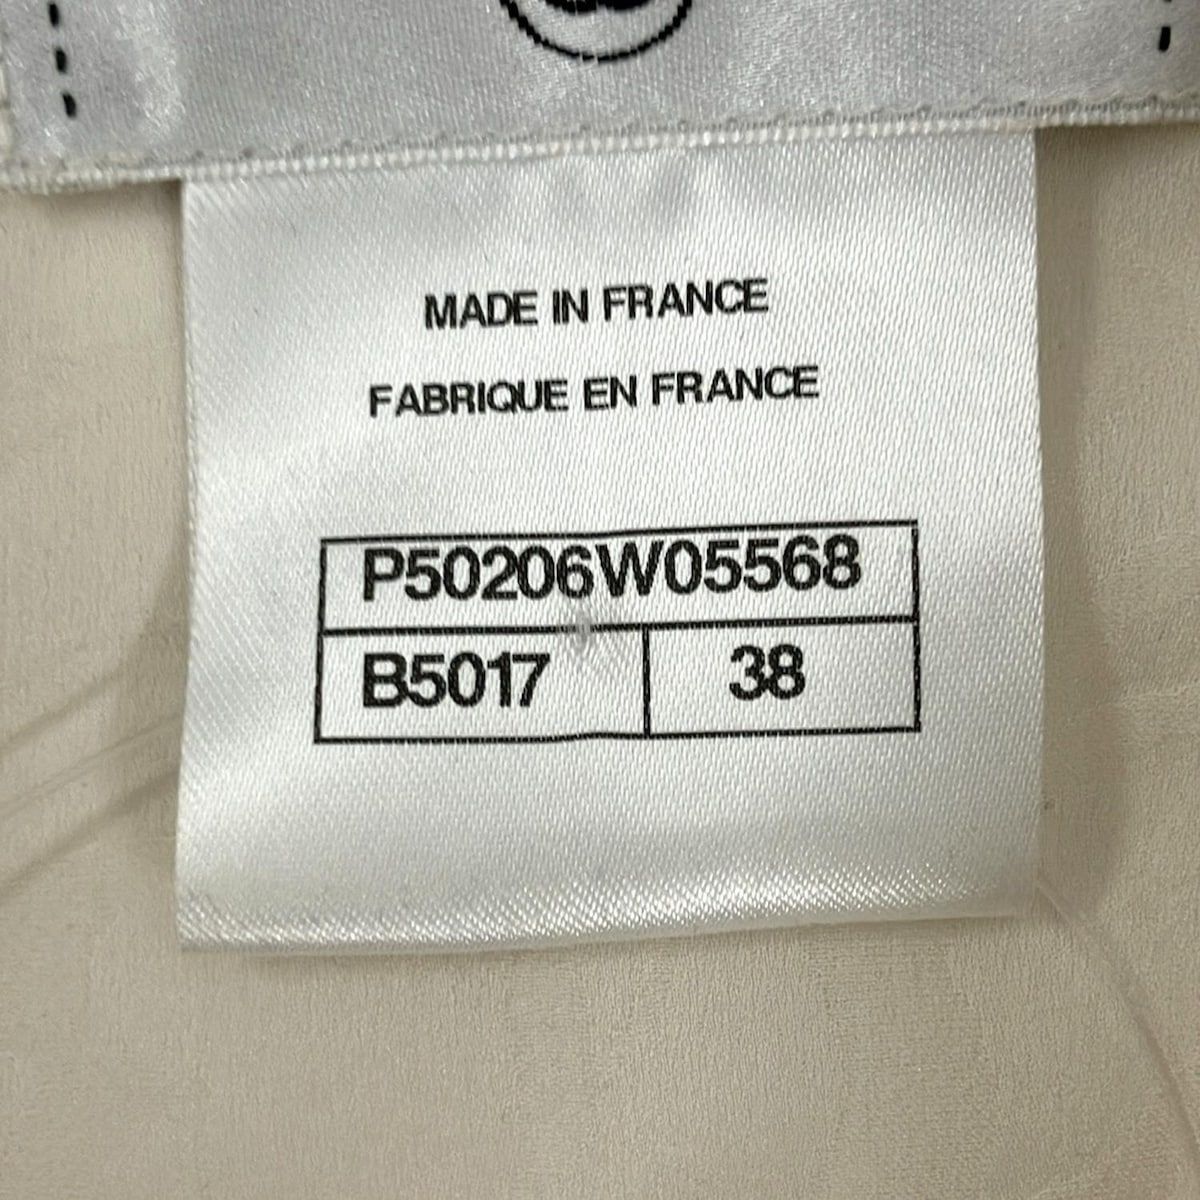 MADE IN FRANCE
FABRIQUE EN FRANCE
P50206W05568
B5017 38